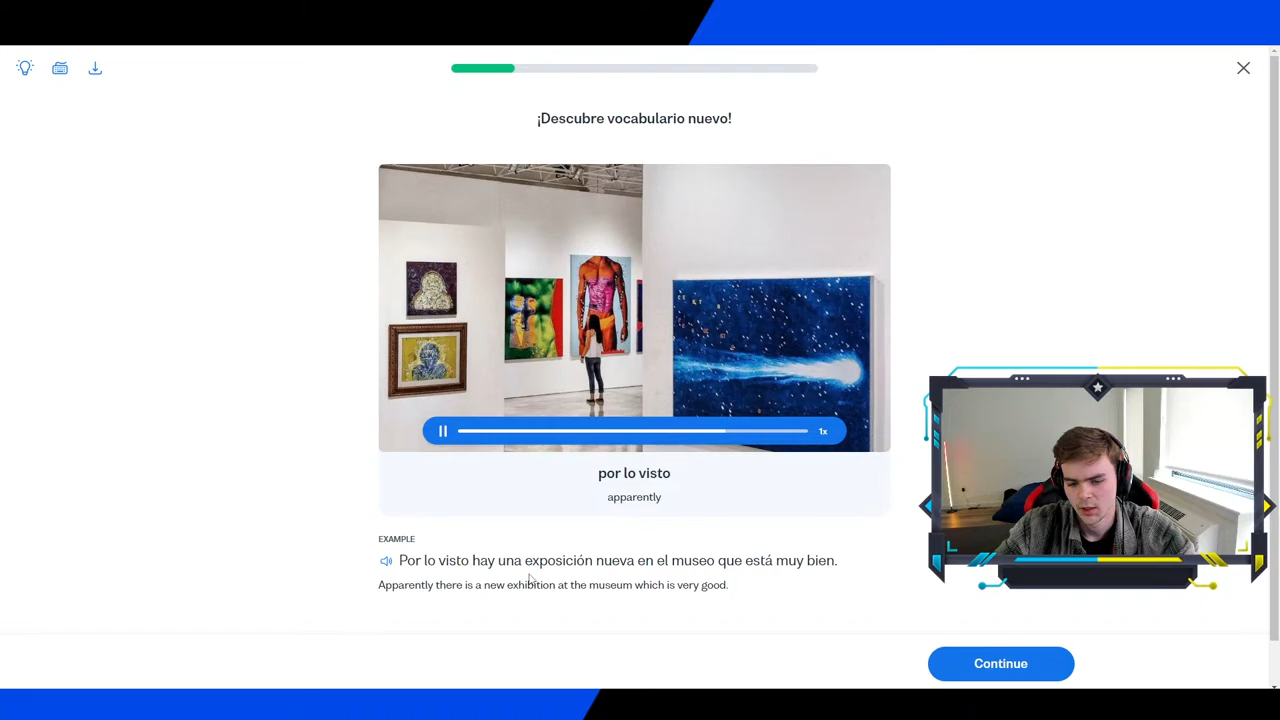 ¡Descubre vocabulario nuevo!
1x
por lo visto
apparently
EXAMPLE
Por lo visto hay una exposición nueva en el museo que está muy bien.
Apparently there is a new exhibition at the museum which is very good.
Continue